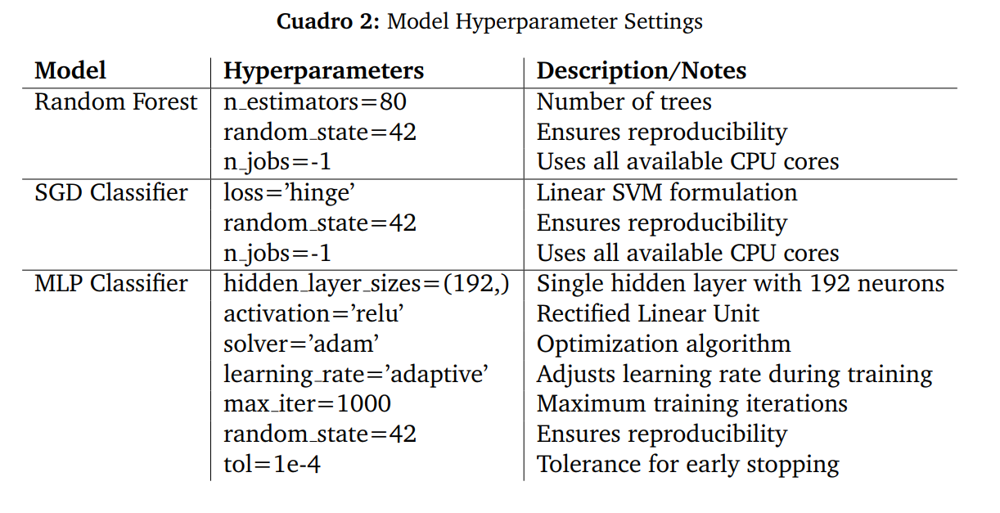 Cuadro 2: Model Hyperparameter Settings
Model Hyperparameters Description/Notes
Random Forest n_estimators=80 Number of trees
random_state=42 Ensures reproducibility
n_jobs=-1 Uses all available CPU cores
SGD Classifier loss=’hinge’ Linear SVM formulation
random_state=42 Ensures reproducibility
n_jobs=-1 Uses all available CPU cores
MLP Classifier hidden_layer_sizes=(192,) Single hidden layer with 192 neurons
activation=’relu’ Rectified Linear Unit
solver=’adam’ Optimization algorithm
learning_rate=’adaptive’ Adjusts learning rate during training
max_iter=1000 Maximum training iterations
random_state=42 Ensures reproducibility
tol=1e-4 Tolerance for early stopping